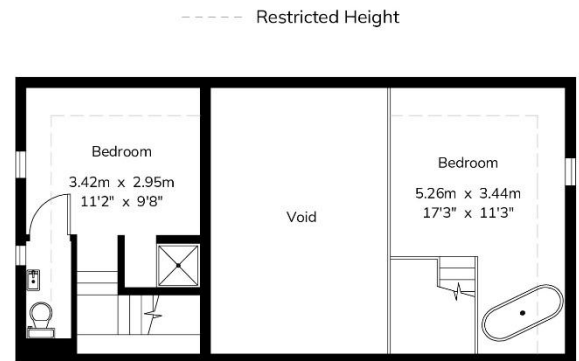 Restricted Height
Bedroom
3.42m x 2.95m
11'2" x 9'8"
Bedroom
5.26m x 3.44m
17'3" x 11'3"
Void